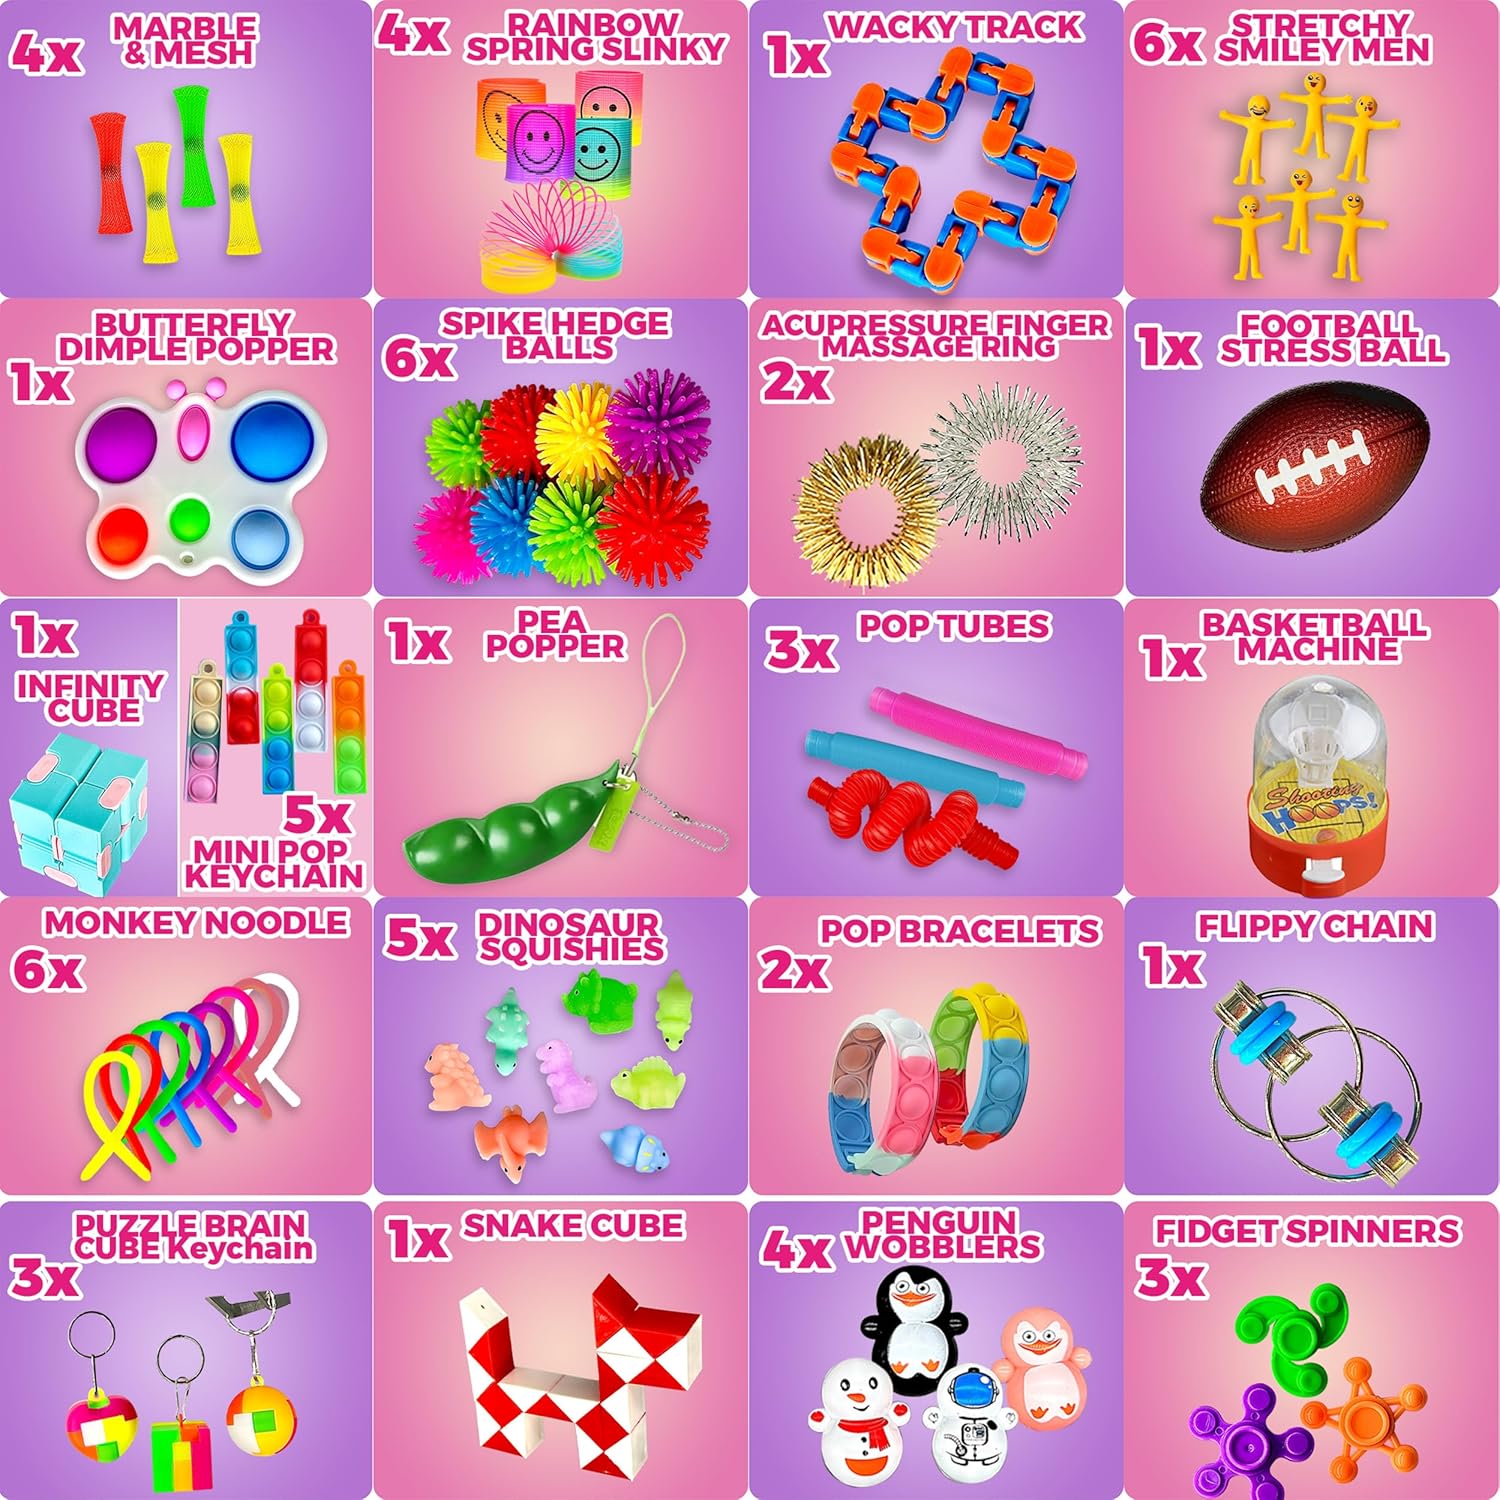 4x
MARBLE
& MESH
4x
RAINBOW
SPRING SLINKY
1x
WACKY TRACK
6x
STRETCHY
SMILEY MEN
BUTTERFLY
DIMPLE POPPER
1x
SPIKE HEDGE
BALLS
6x
ACUPRESSURE FINGER
MASSAGE RING
2x
1x
FOOTBALL
STRESS BALL
1x
INFINITY
CUBE
5x
MINI POP
KEYCHAIN
1x
PEA
POPPER
3x
POP TUBES
1x
BASKETBALL
MACHINE
Shooting
HOOPS!
MONKEY NOODLE
6x
5x
DINOSAUR
SQUISHIES
POP BRACELETS
2x
FLIPPY CHAIN
1x
PUZZLE BRAIN
CUBE Keychain
3x
1x
SNAKE CUBE
4x
PENGUIN
WOBBLERS
FIDGET SPINNERS
3x